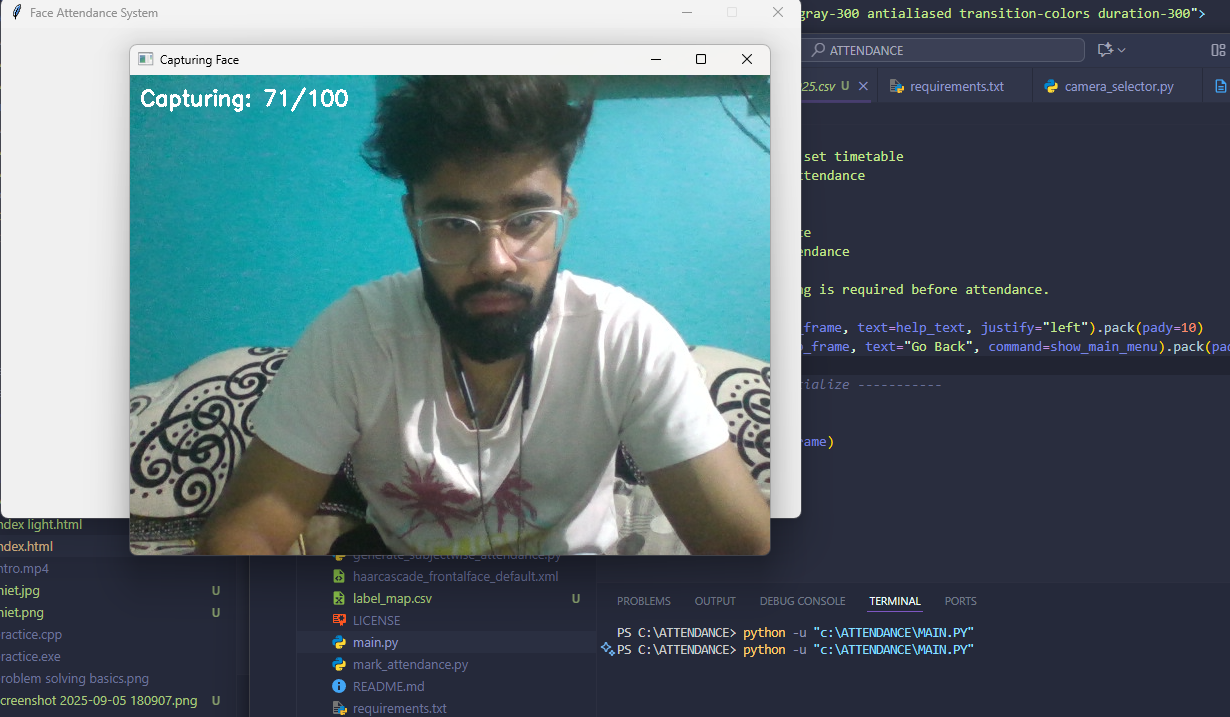 Face Attendance System
gray-300 antialiased transition-colors duration-300">
Capturing Face
ATTENDANCE
Capturing: 71/100
25.csv U
requirements.txt
camera_selector.py
set timetable
ttendance
te
endance
ng is required before attendance.
_frame, text=help_text, justify="left").pack(pady=10)
p_frame, text="Go Back", command=show_main_menu).pack(pad
tialize -----------
ame)
ndex light.html
ndex.html
ntro.mp4
niet.jpg U
niet.png U
ractice.cpp
ractice.exe
roblem solving basics.png
creenshot 2025-09-05 180907.png U
generate_subjectwise_attendance.py
haarcascade_frontalface_default.xml
label_map.csv U
LICENSE
main.py
mark_attendance.py
README.md
requirements.txt
PROBLEMS OUTPUT DEBUG CONSOLE TERMINAL PORTS
PS C:\ATTENDANCE> python -u "c:\ATTENDANCE\MAIN.PY"
PS C:\ATTENDANCE> python -u "c:\ATTENDANCE\MAIN.PY"